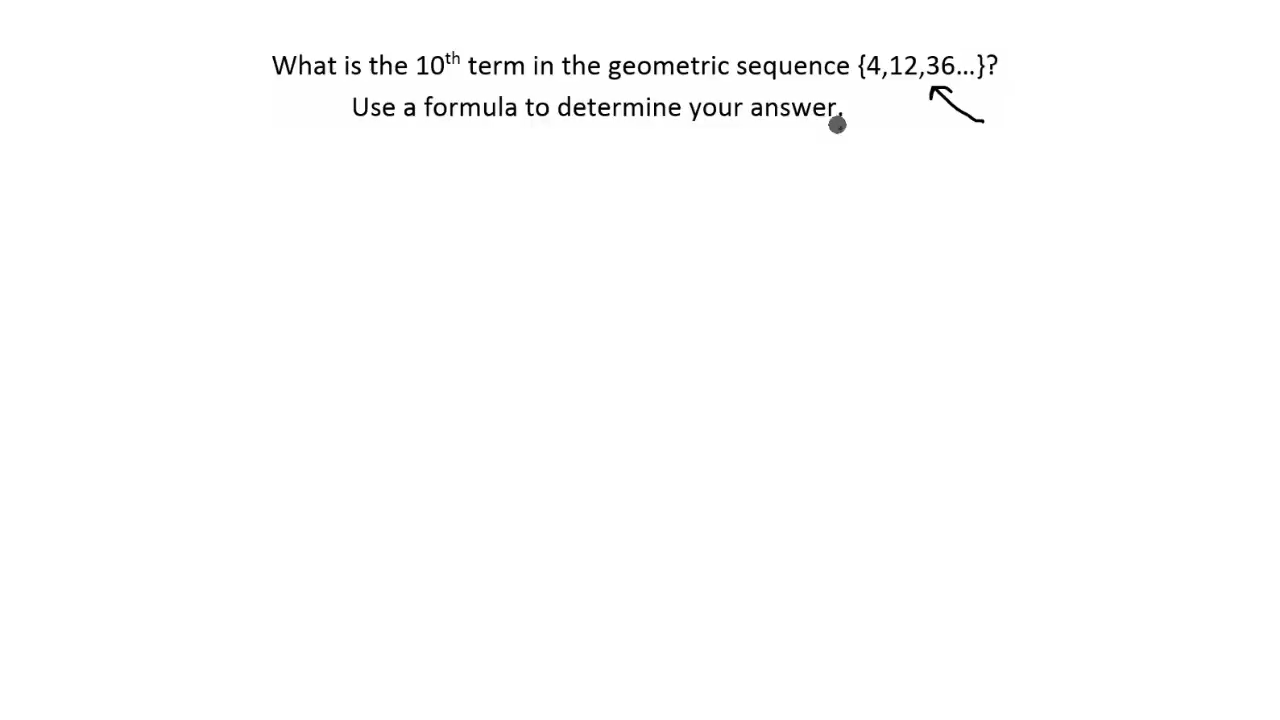 What is the 10th term in the geometric sequence {4,12,36...}?
Use a formula to determine your answer.